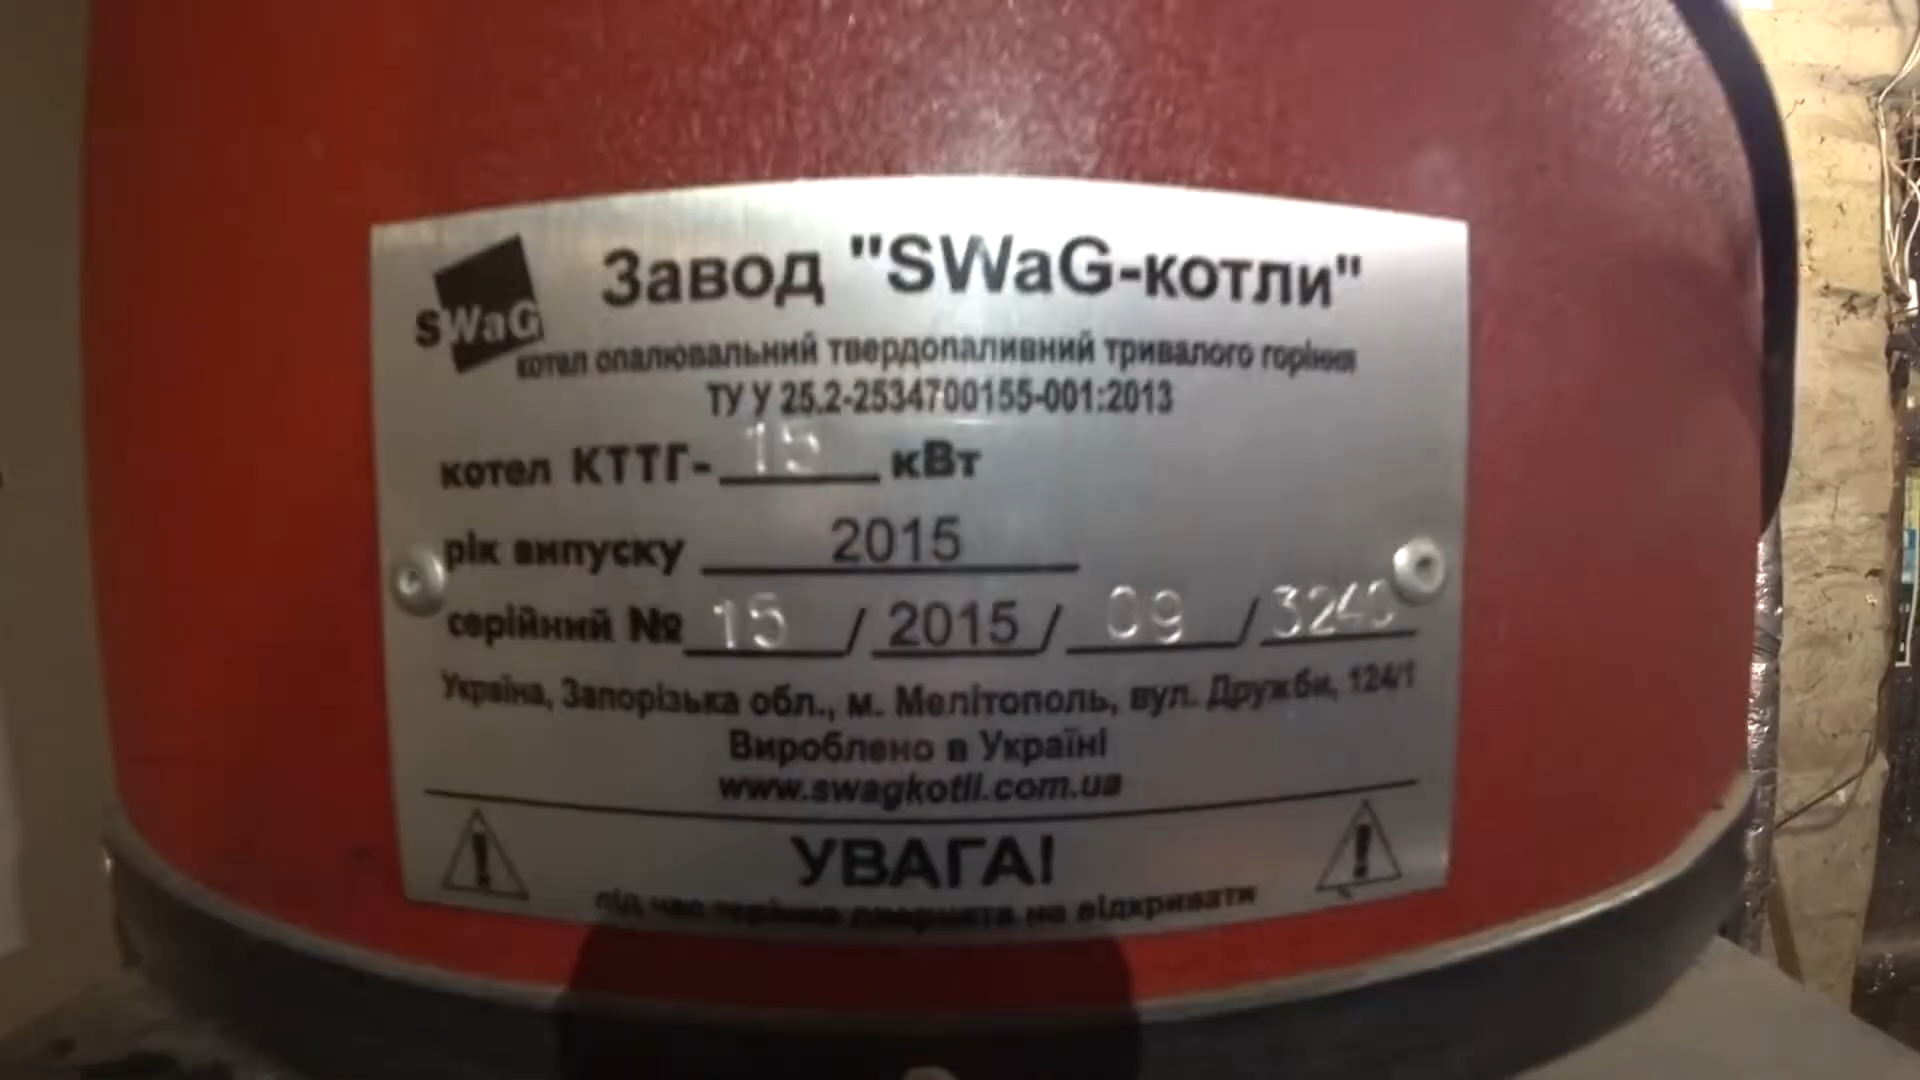 SWaG
Завод "SWaG-котли"
котел опалювальний твердопаливний тривалого горіння
ТУ У 25.2-2534700155-001:2013
котел КТТГ-15 кВт
рік випуску 2015
серійний № 15 / 2015 / 09 /
Україна, Запорізька обл., м. Мелітополь, вул. Дружби, 124/1
Вироблено в Україні
www.swagkotli.com.ua
УВАГА!
під час горіння дверцята не відкривати